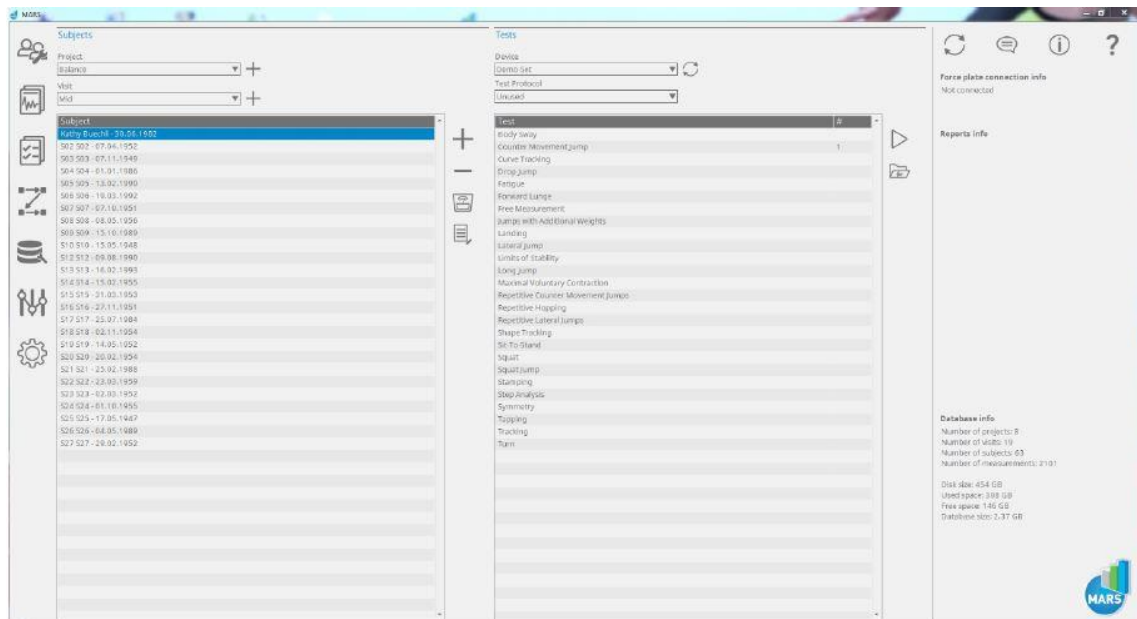 MARS
Subjects
Project
Balance
Visit
Mid
Subject
Kathy Buechli - 30.06.1982
S02 S02 - 07.04.1952
S03 S03 - 07.11.1949
S04 S04 - 01.01.1986
S05 S05 - 13.02.1990
S06 S06 - 19.03.1992
S07 S07 - 07.10.1951
S08 S08 - 08.05.1956
S09 S09 - 15.10.1989
S10 S10 - 15.05.1948
S12 S12 - 09.08.1990
S13 S13 - 16.02.1993
S14 S14 - 15.02.1955
S15 S15 - 31.03.1953
S16 S16 - 27.11.1951
S17 S17 - 25.07.1984
S18 S18 - 02.11.1954
S19 S19 - 14.05.1952
S20 S20 - 20.02.1954
S21 S21 - 25.02.1988
S22 S22 - 23.03.1959
S23 S23 - 02.03.1952
S24 S24 - 01.10.1955
S25 S25 - 17.05.1947
S26 S26 - 04.05.1989
S27 S27 - 29.02.1952
Tests
Device
Demo Set
Test Protocol
Unused
Test #
Body Sway
Counter Movement Jump 1
Curve Tracking
Drop Jump
Fatigue
Forward Lunge
Free Measurement
Jumps with Additional Weights
Landing
Lateral Jump
Limits of Stability
Long Jump
Maximal Voluntary Contraction
Repetitive Counter Movement Jumps
Repetitive Hopping
Repetitive Lateral Jumps
Shape Tracking
Sit-To-Stand
Squat
Squat Jump
Stamping
Step Analysis
Symmetry
Tapping
Tracking
Turn
Force plate connection info
Not connected
Reports info
Database info
Number of projects: 8
Number of visits: 19
Number of subjects: 63
Number of measurements: 2101
Disk size: 454 GB
Used space: 308 GB
Free space: 146 GB
Database size: 2.37 GB
MARS